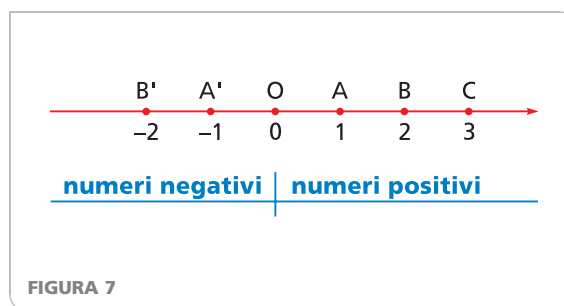 B' A' O A B C
–2 –1 0 1 2 3
numeri negativi numeri positivi
FIGURA 7